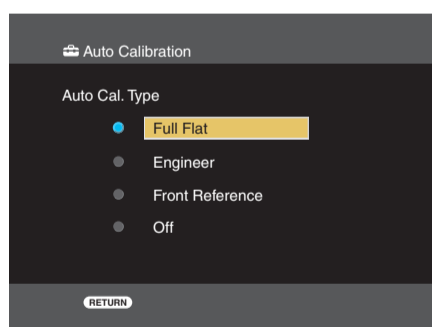 Auto Calibration
Auto Cal. Type
Full Flat
Engineer
Front Reference
Off
RETURN